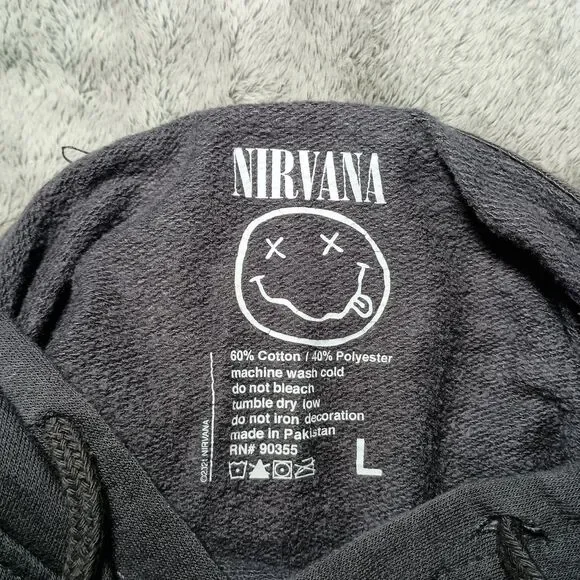 NIRVANA
60% Cotton / 40% Polyester
machine wash cold
do not bleach
tumble dry low
do not iron decoration
made in Pakistan
RN# 90355
L
©2021 NIRVANA